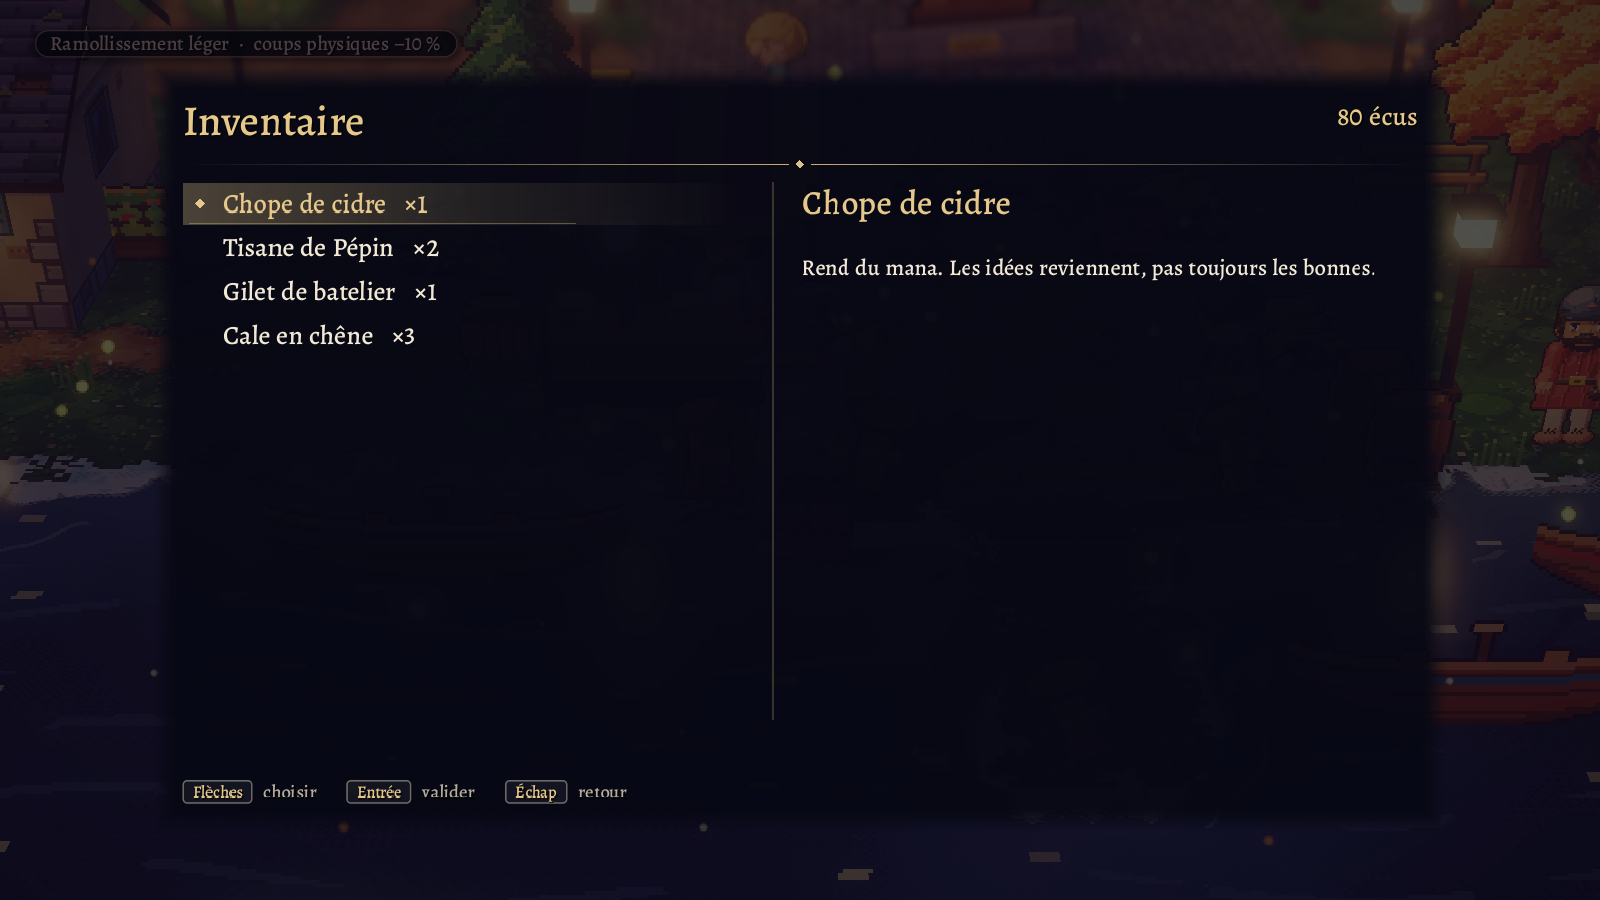 Ramollissement léger · coups physiques –10 %
Inventaire
80 écus
Chope de cidre ×1
Tisane de Pépin ×2
Gilet de batelier ×1
Cale en chêne ×3
Chope de cidre
Rend du mana. Les idées reviennent, pas toujours les bonnes.
Flèches choisir Entrée valider Échap retour